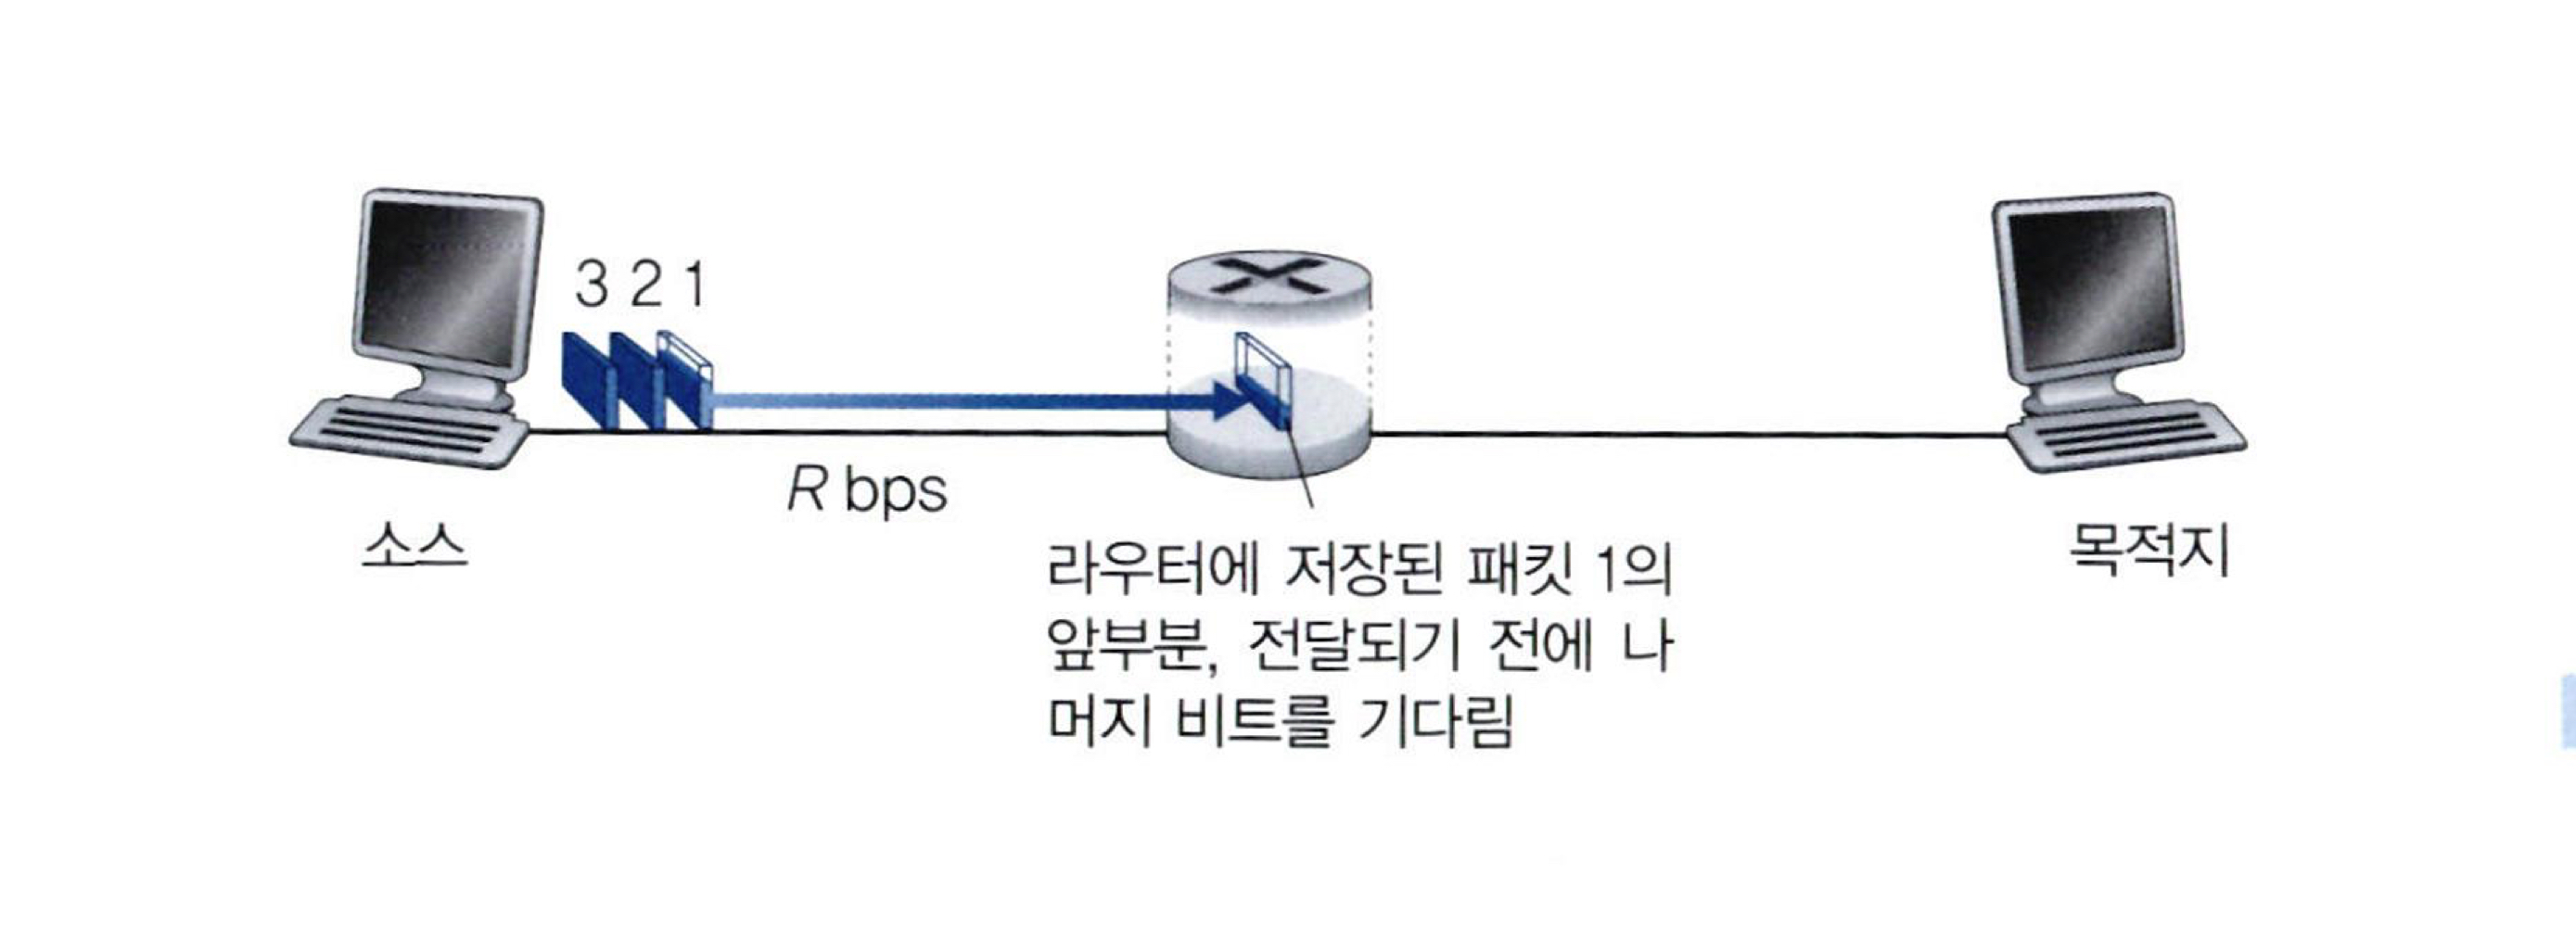 3 2 1
R bps
소스
라우터에 저장된 패킷 1의
앞부분, 전달되기 전에 나
머지 비트를 기다림
목적지